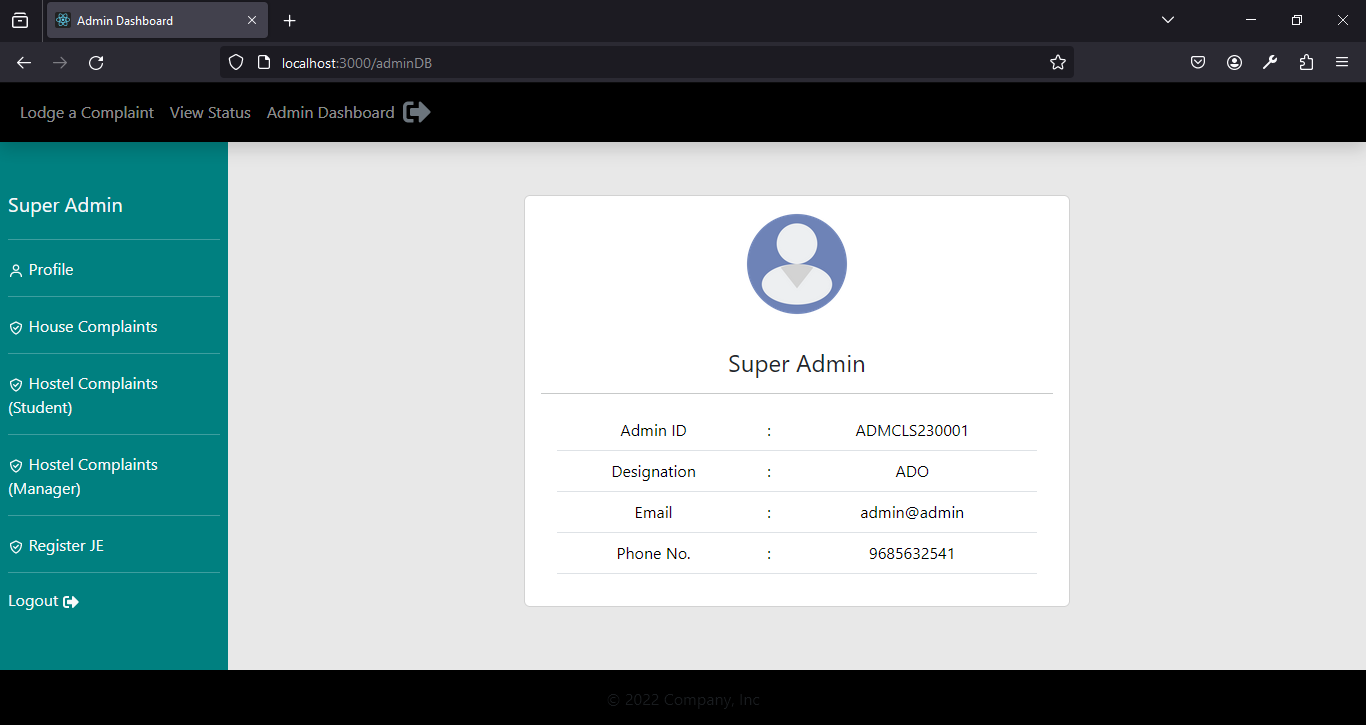 Admin Dashboard
localhost:3000/adminDB
Lodge a Complaint View Status Admin Dashboard
Super Admin
Profile
House Complaints
Hostel Complaints
(Student)
Hostel Complaints
(Manager)
Register JE
Logout
Super Admin
Admin ID : ADMCLS230001
Designation : ADO
Email : admin@admin
Phone No. : 9685632541
© 2022 Company, Inc